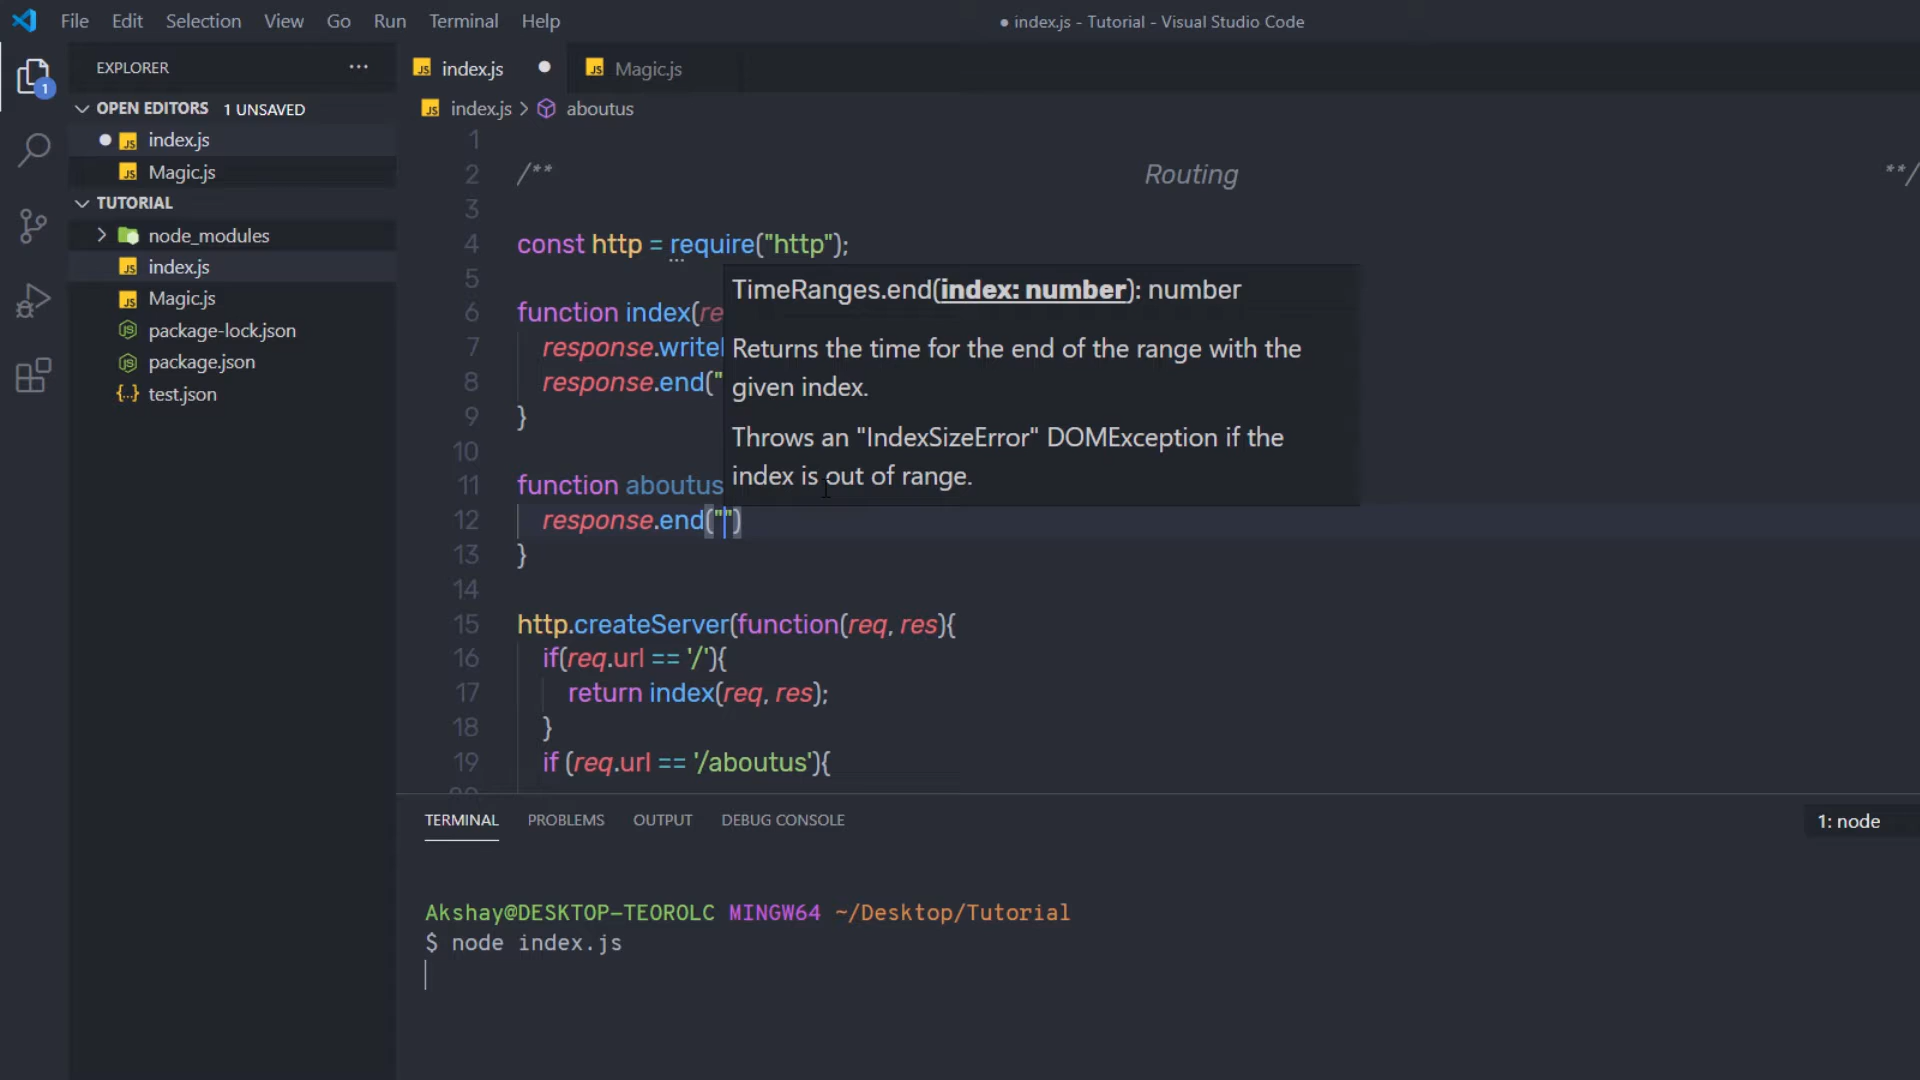 File Edit Selection View Go Run Terminal Help
● index.js - Tutorial - Visual Studio Code
EXPLORER ···
index.js ●
Magic.js
1
OPEN EDITORS 1 UNSAVED
● index.js
Magic.js
TUTORIAL
node_modules
index.js
Magic.js
package-lock.json
package.json
{..} test.json
index.js > aboutus
1
2 /** Routing **/
3
4 const http = require("http");
5
6 function index(re
7 response.write
8 response.end("
9 }
10
11 function aboutus
12 response.end("")
13 }
14
15 http.createServer(function(req, res){
16 if(req.url == '/'){
17 return index(req, res);
18 }
19 if (req.url == '/aboutus'){
TimeRanges.end(index: number): number
Returns the time for the end of the range with the
given index.
Throws an "IndexSizeError" DOMException if the
index is out of range.
TERMINAL PROBLEMS OUTPUT DEBUG CONSOLE
1: node
Akshay@DESKTOP-TEOROLC MINGW64 ~/Desktop/Tutorial
$ node index.js